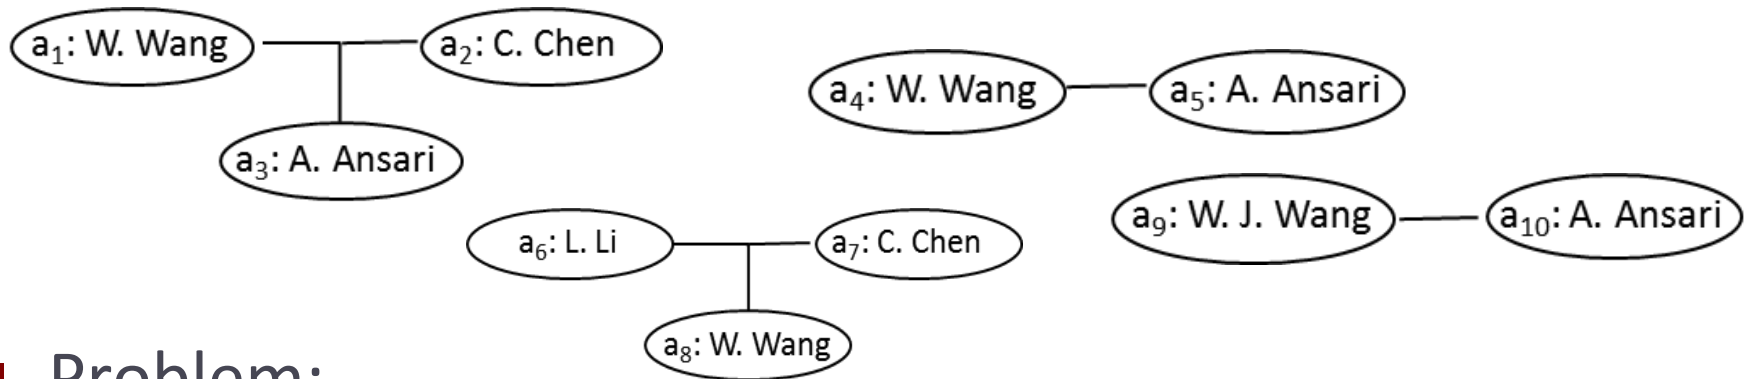 a₁: W. Wang
a₂: C. Chen
a₃: A. Ansari
a₄: W. Wang
a₅: A. Ansari
a₆: L. Li
a₇: C. Chen
a₈: W. Wang
a₉: W. J. Wang
a₁₀: A. Ansari
Problem: